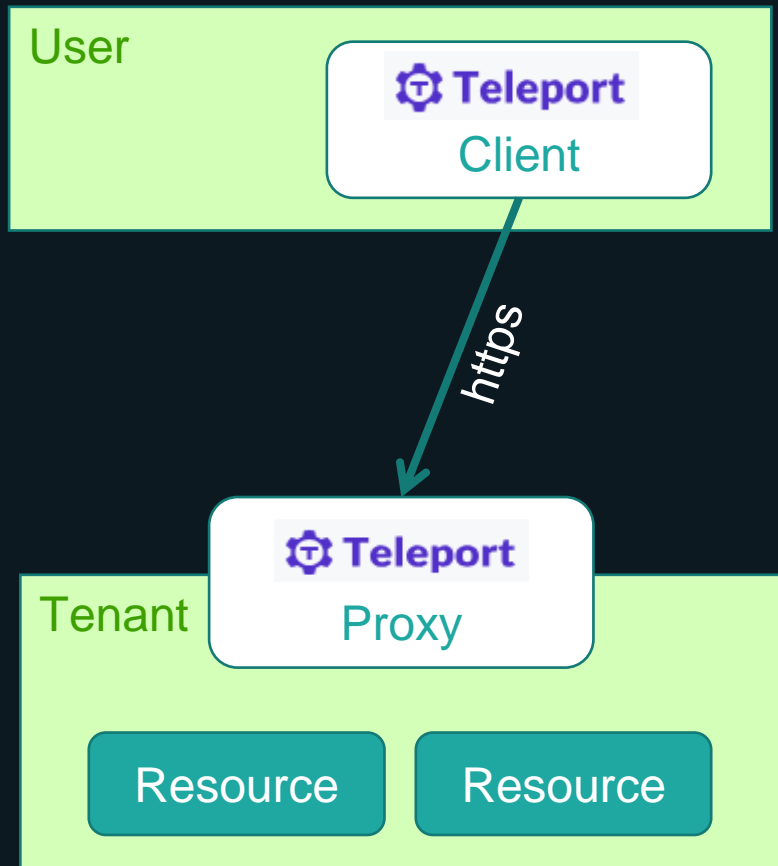 User
Teleport
Client
https
Teleport
Tenant
Proxy
Resource
Resource